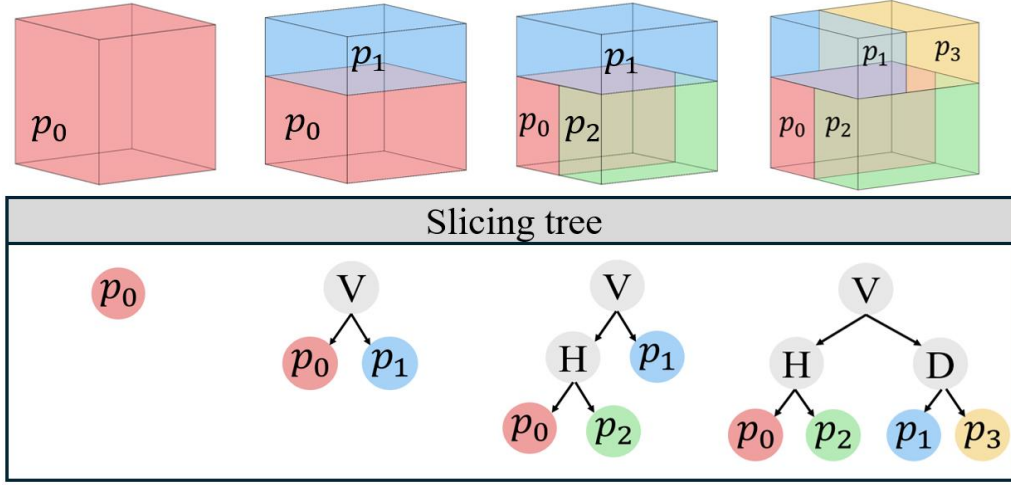 p₀
p₁
p₀
p₁
p₀ p₂
p₁ p₃
p₀ p₂
Slicing tree
p₀
V
p₀ p₁
V
H p₁
p₀ p₂
V
H D
p₀ p₂ p₁ p₃